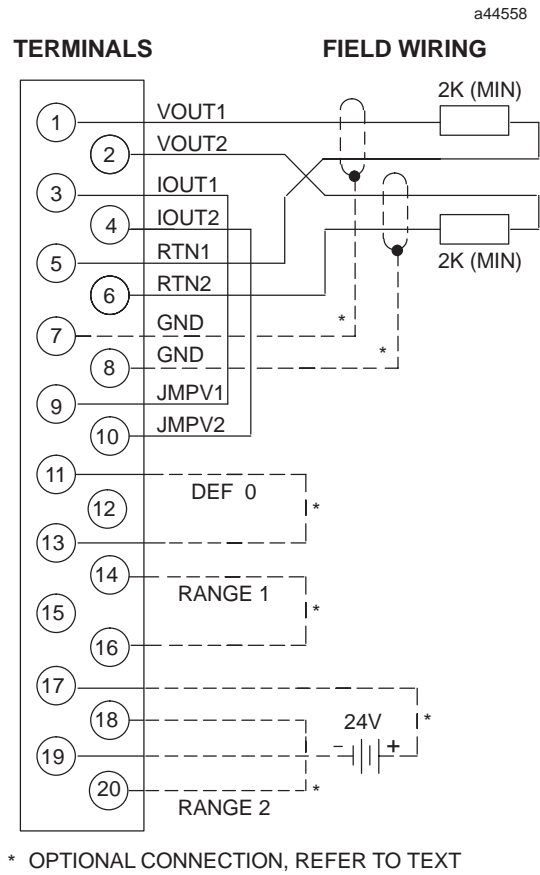 a44558
TERMINALS FIELD WIRING
2K (MIN)
1 VOUT1
2 VOUT2
3 IOUT1
4 IOUT2
5 RTN1
2K (MIN)
6 RTN2
7 GND *
8 GND *
9 JMPV1
10 JMPV2
11
DEF 0
12 *
13
14
RANGE 1
15 *
16
17
18 24V *
19 - +
20 *
RANGE 2
* OPTIONAL CONNECTION, REFER TO TEXT